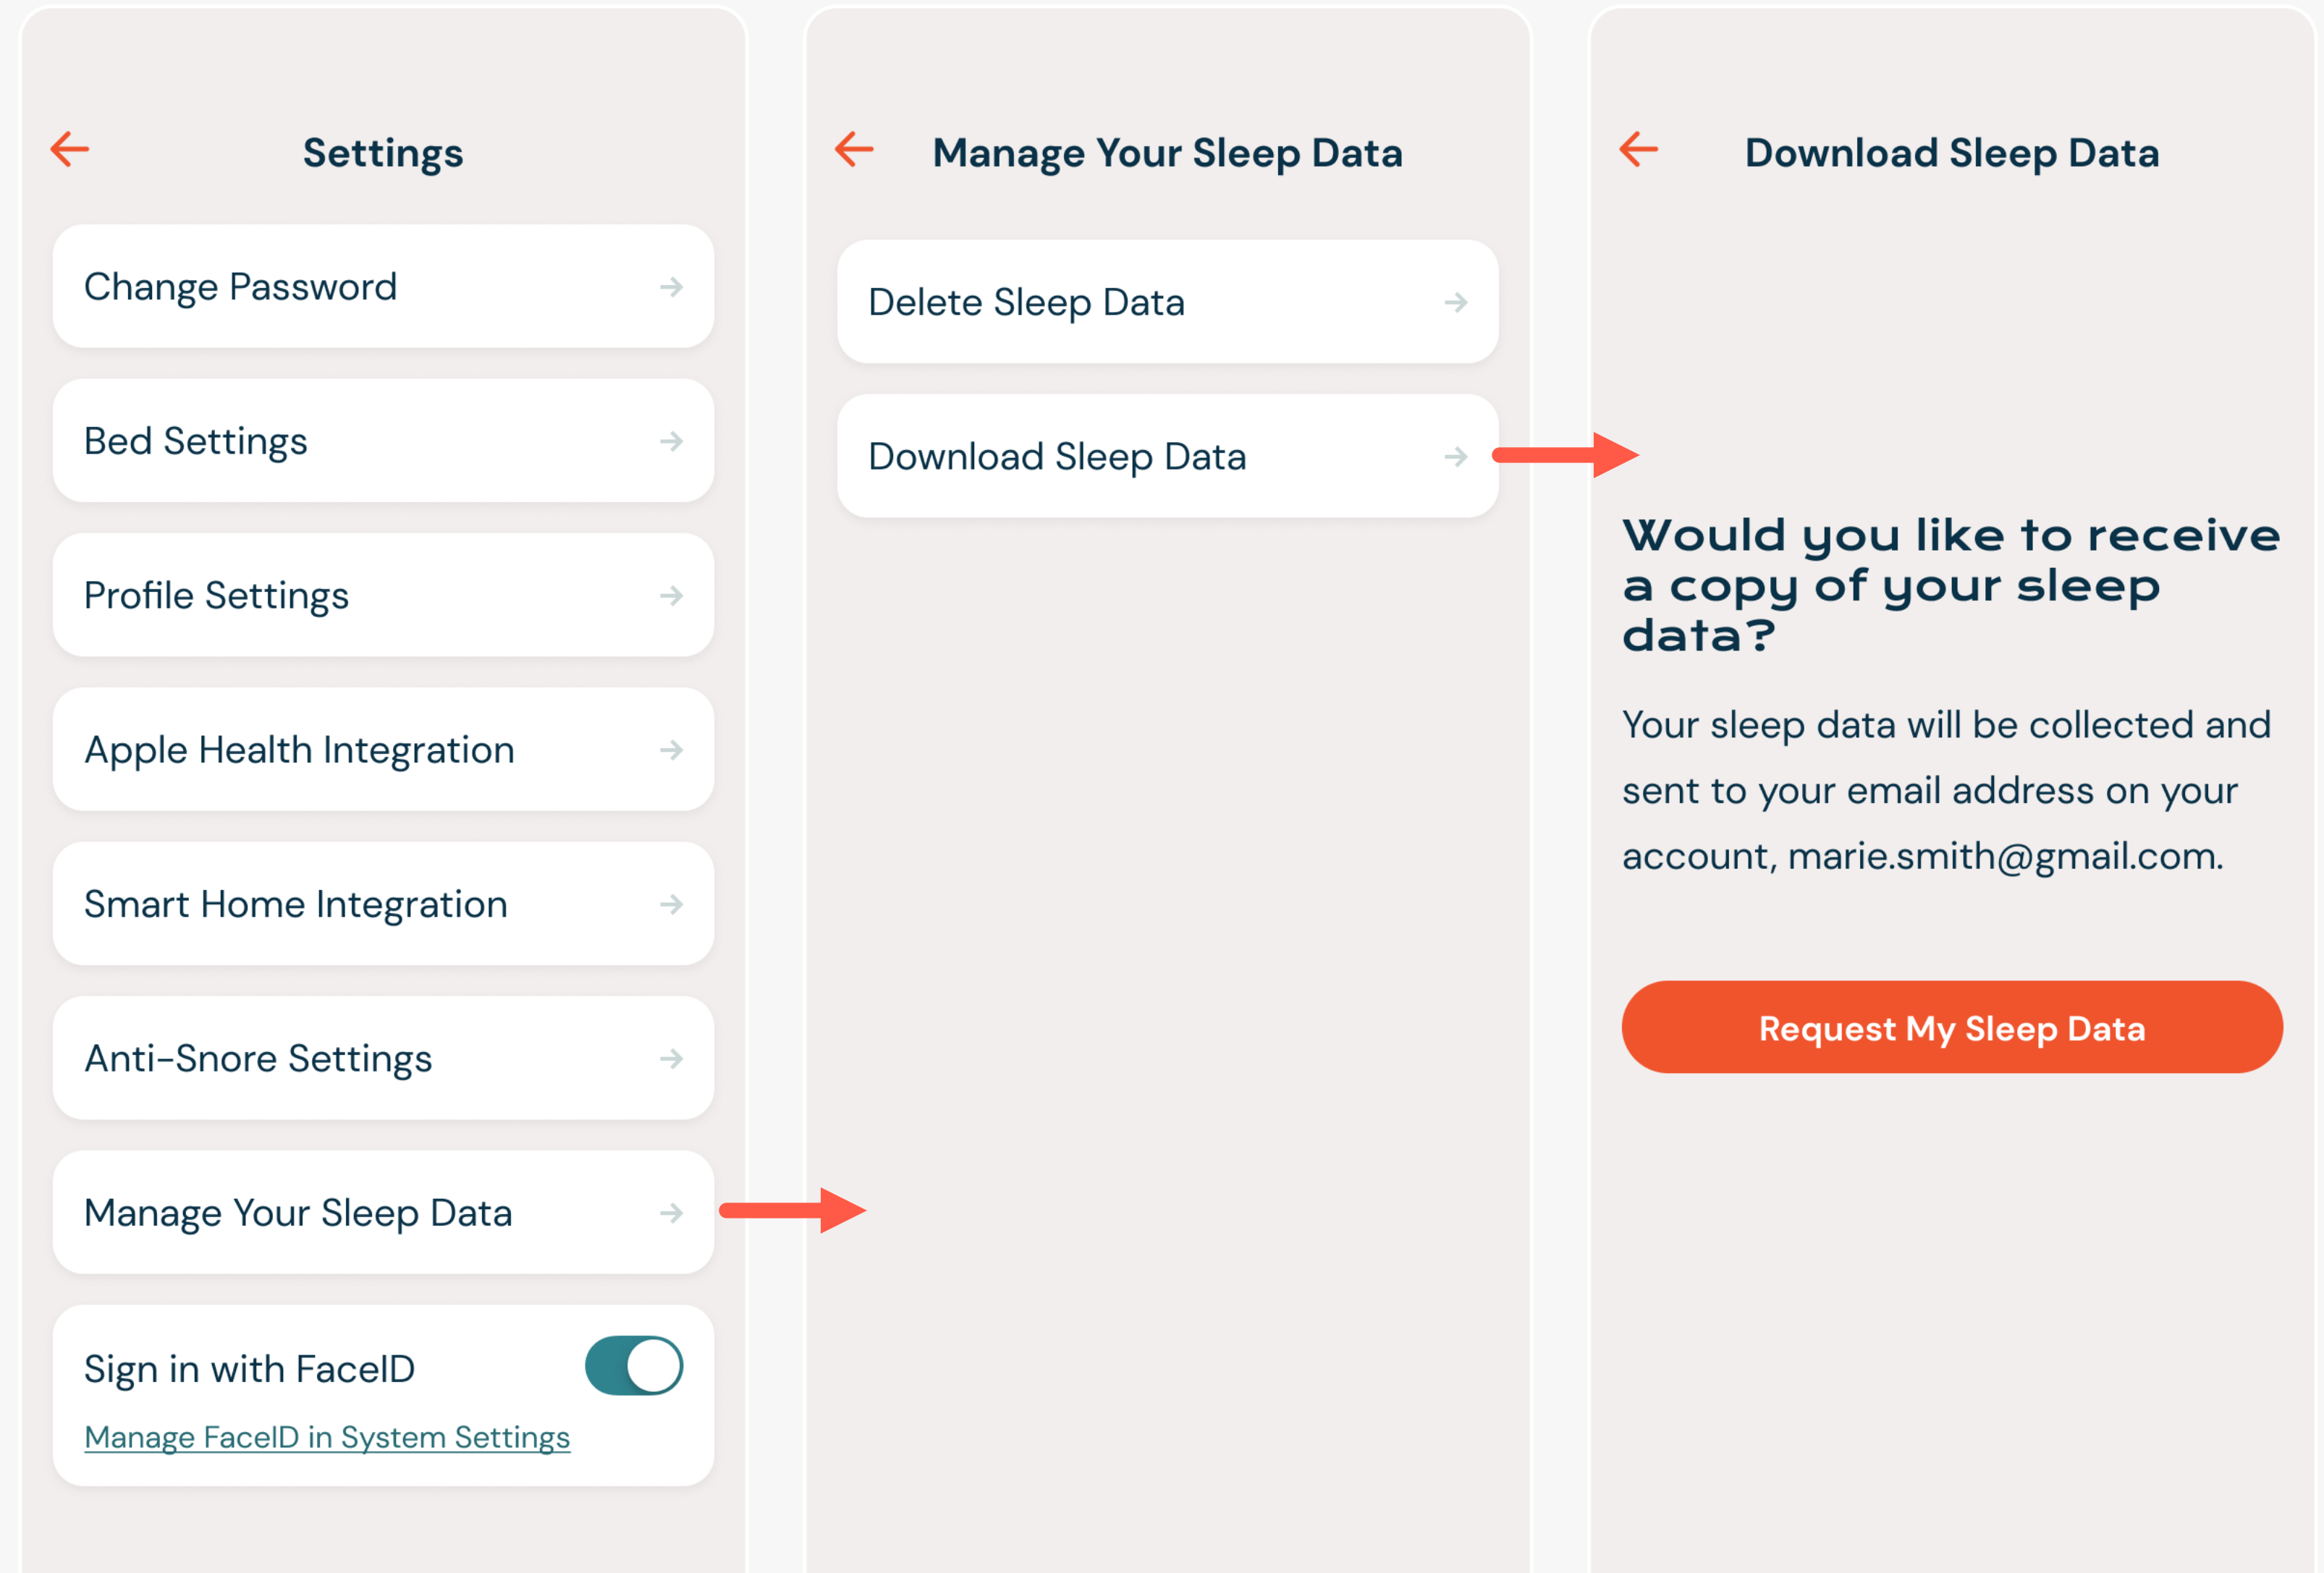 Settings
Change Password
Bed Settings
Profile Settings
Apple Health Integration
Smart Home Integration
Anti-Snore Settings
Manage Your Sleep Data
Sign in with FaceID
Manage FaceID in System Settings
Manage Your Sleep Data
Delete Sleep Data
Download Sleep Data
Download Sleep Data
Would you like to receive
a copy of your sleep
data?
Your sleep data will be collected and
sent to your email address on your
account, marie.smith@gmail.com.
Request My Sleep Data